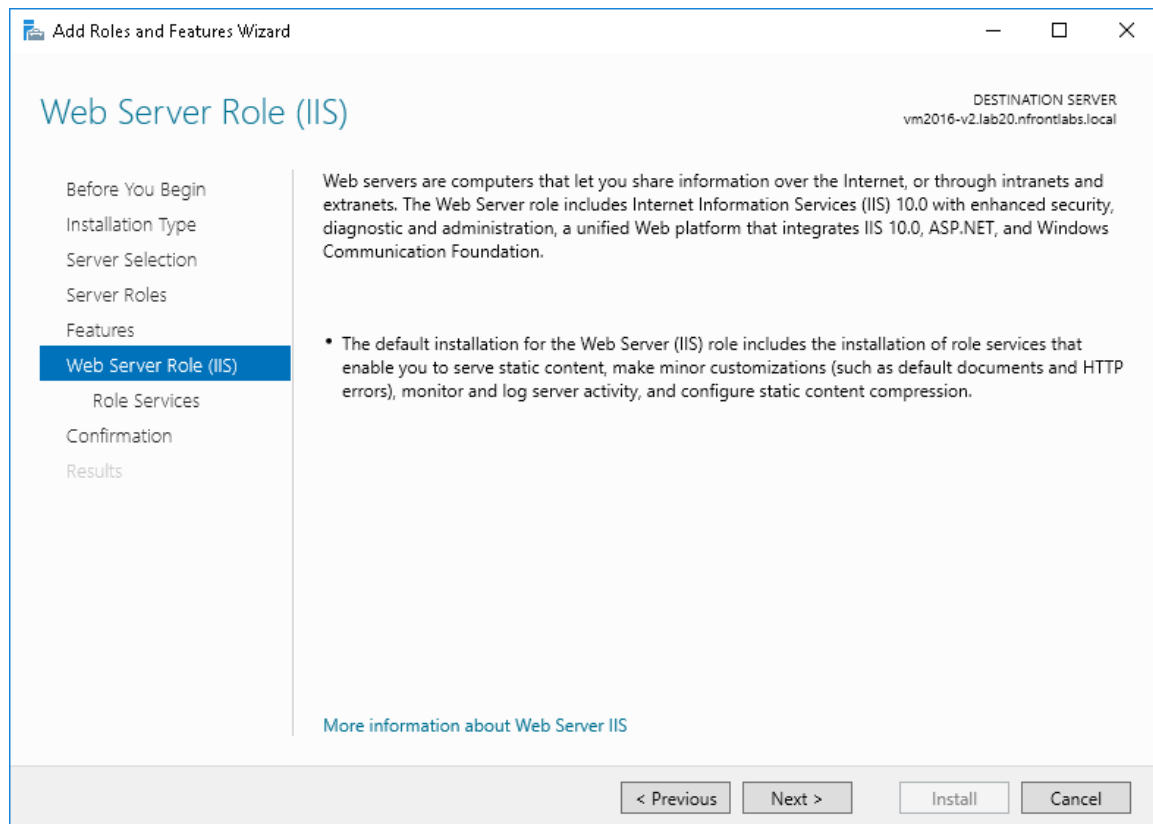 Add Roles and Features Wizard
Web Server Role (IIS)
DESTINATION SERVER
vm2016-v2.lab20.nfrontlabs.local
Before You Begin
Installation Type
Server Selection
Server Roles
Features
Web Server Role (IIS)
Role Services
Confirmation
Results
Web servers are computers that let you share information over the Internet, or through intranets and
extranets. The Web Server role includes Internet Information Services (IIS) 10.0 with enhanced security,
diagnostic and administration, a unified Web platform that integrates IIS 10.0, ASP.NET, and Windows
Communication Foundation.
• The default installation for the Web Server (IIS) role includes the installation of role services that
enable you to serve static content, make minor customizations (such as default documents and HTTP
errors), monitor and log server activity, and configure static content compression.
More information about Web Server IIS
< Previous
Next >
Install
Cancel